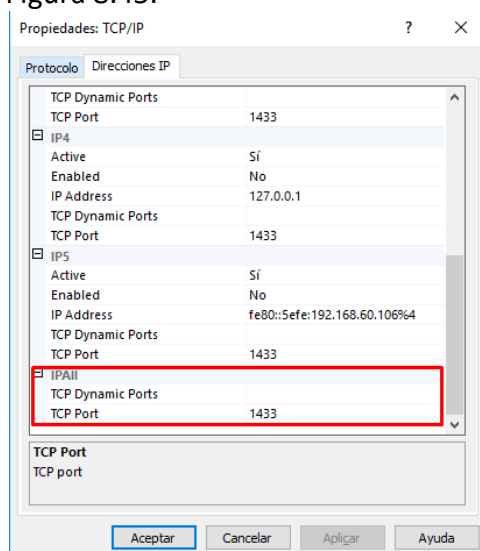 Figura 8.45.
Propiedades: TCP/IP ? ×
Protocolo Direcciones IP
TCP Dynamic Ports
TCP Port 1433
IP4
Active Sí
Enabled No
IP Address 127.0.0.1
TCP Dynamic Ports
TCP Port 1433
IP5
Active Sí
Enabled No
IP Address fe80::5efe:192.168.60.106%4
TCP Dynamic Ports
TCP Port 1433
IPAll
TCP Dynamic Ports
TCP Port 1433
TCP Port
TCP port
Aceptar Cancelar Aplicar Ayuda